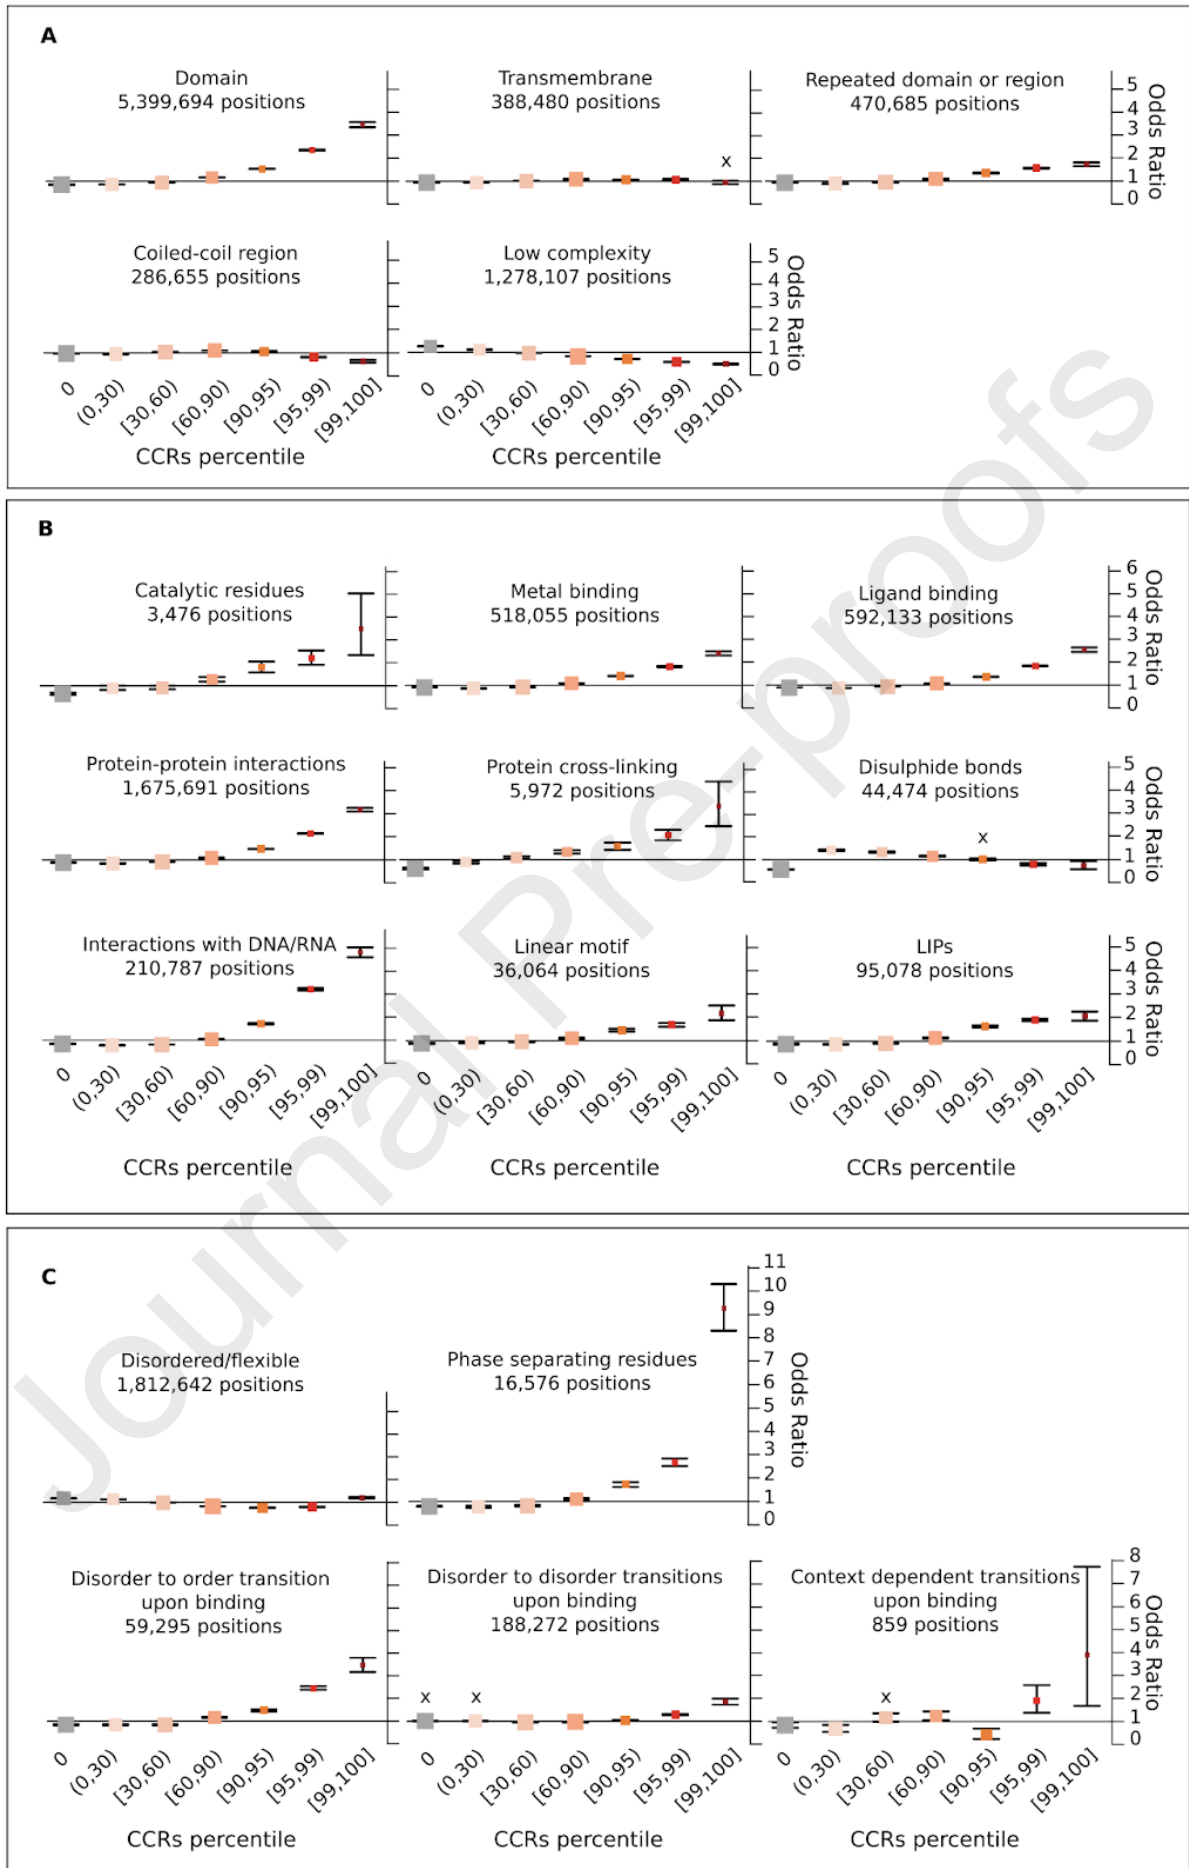 A
Domain
5,399,694 positions
Transmembrane
388,480 positions
Repeated domain or region
470,685 positions
x
5
4
3
2
1
0
Odds Ratio
Coiled-coil region
286,655 positions
Low complexity
1,278,107 positions
5
4
3
2
1
0
Odds Ratio
0
(0,30)
[30,60)
[60,90)
[90,95)
[95,99)
[99,100]
0
(0,30)
[30,60)
[60,90)
[90,95)
[95,99)
[99,100]
CCRs percentile
CCRs percentile
B
Catalytic residues
3,476 positions
Metal binding
518,055 positions
Ligand binding
592,133 positions
6
5
4
3
2
1
0
Odds Ratio
Protein-protein interactions
1,675,691 positions
Protein cross-linking
5,972 positions
Disulphide bonds
44,474 positions
x
5
4
3
2
1
0
Odds Ratio
Interactions with DNA/RNA
210,787 positions
Linear motif
36,064 positions
LIPs
95,078 positions
5
4
3
2
1
0
Odds Ratio
0
(0,30)
[30,60)
[60,90)
[90,95)
[95,99)
[99,100]
0
(0,30)
[30,60)
[60,90)
[90,95)
[95,99)
[99,100]
0
(0,30)
[30,60)
[60,90)
[90,95)
[95,99)
[99,100]
CCRs percentile
CCRs percentile
CCRs percentile
C
Disordered/flexible
1,812,642 positions
Phase separating residues
16,576 positions
11
10
9
8
7
6
5
4
3
2
1
0
Odds Ratio
Disorder to order transition
upon binding
59,295 positions
Disorder to disorder transitions
upon binding
188,272 positions
x
x
Context dependent transitions
upon binding
859 positions
x
8
7
6
5
4
3
2
1
0
Odds Ratio
0
(0,30)
[30,60)
[60,90)
[90,95)
[95,99)
[99,100]
0
(0,30)
[30,60)
[60,90)
[90,95)
[95,99)
[99,100]
0
(0,30)
[30,60)
[60,90)
[90,95)
[95,99)
[99,100]
CCRs percentile
CCRs percentile
CCRs percentile
Journal Pre-proofs